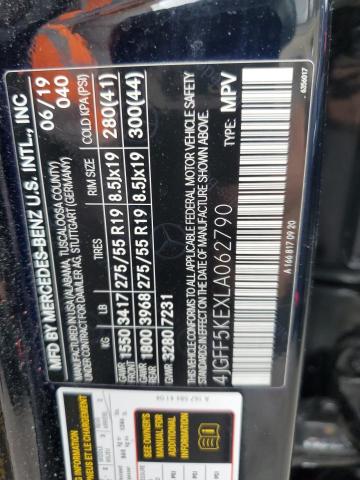 MFD BY MERCEDES-BENZ U.S. INTL., INC
MANUFACTURED IN USA (ALABAMA, TUSCALOOSA COUNTY)
UNDER CONTRACT FOR DAIMLER AG, STUTTGART (GERMANY)
06/19
040
KG LB TIRES RIM SIZE COLD KPA(PSI)
GAWR FRONT 1550 3417 275/55 R19 8.5Jx19 280(41)
GAWR REAR 1800 3968 275/55 R19 8.5Jx19 300(44)
GVWR 3280 7231
THIS VEHICLE CONFORMS TO ALL APPLICABLE FEDERAL MOTOR VEHICLE SAFETY
STANDARDS IN EFFECT ON THE DATE OF MANUFACTURE SHOWN ABOVE.
4JGFF5KEXLA062790 TYPE: MPV
A 166 817 09 20
6356017
SEE OWNER'S
MANUAL FOR
ADDITIONAL
INFORMATION